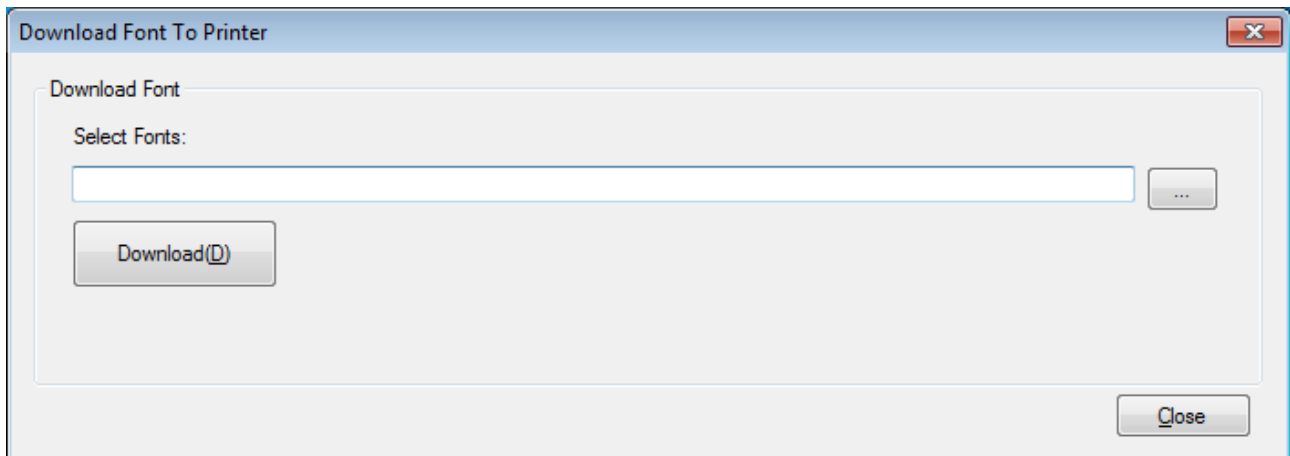 Download Font To Printer
Download Font
Select Fonts:
...
Download(D)
Close